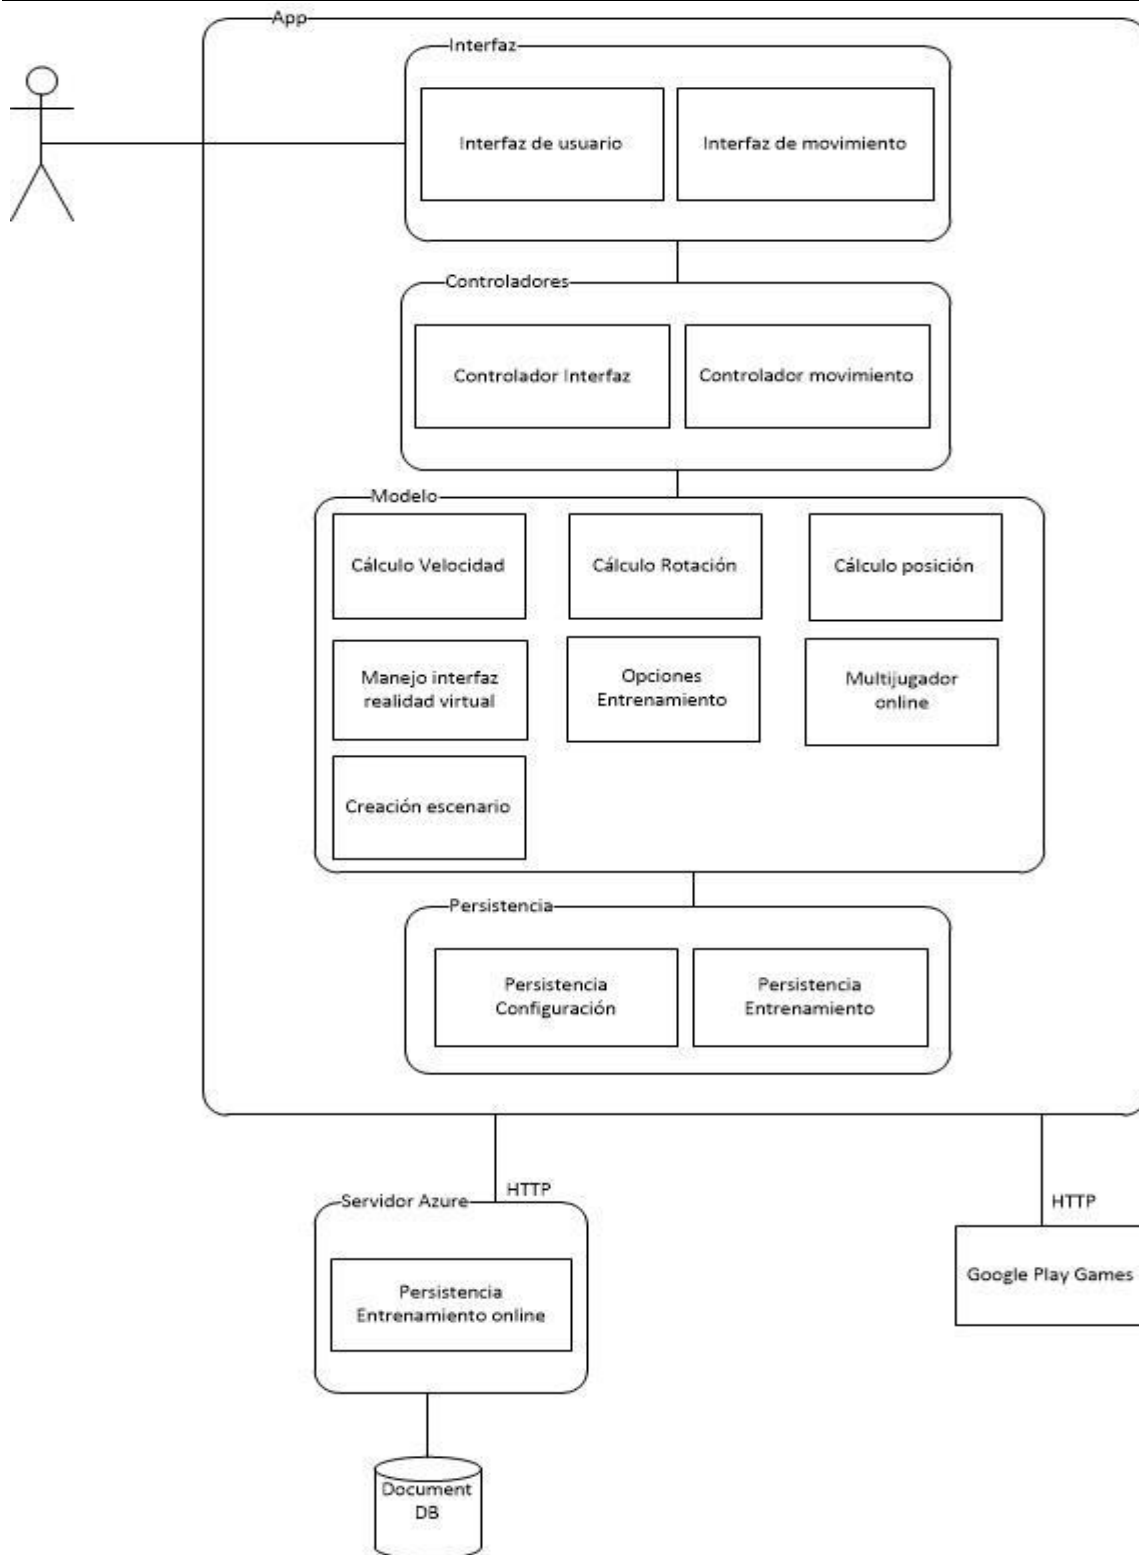 App
Interfaz
Interfaz de usuario
Interfaz de movimiento
Controladores
Controlador Interfaz
Controlador movimiento
Modelo
Cálculo Velocidad
Cálculo Rotación
Cálculo posición
Manejo interfaz
realidad virtual
Opciones
Entrenamiento
Multijugador
online
Creación escenario
Persistencia
Persistencia
Configuración
Persistencia
Entrenamiento
HTTP
Servidor Azure
Persistencia
Entrenamiento online
HTTP
Google Play Games
Document
DB